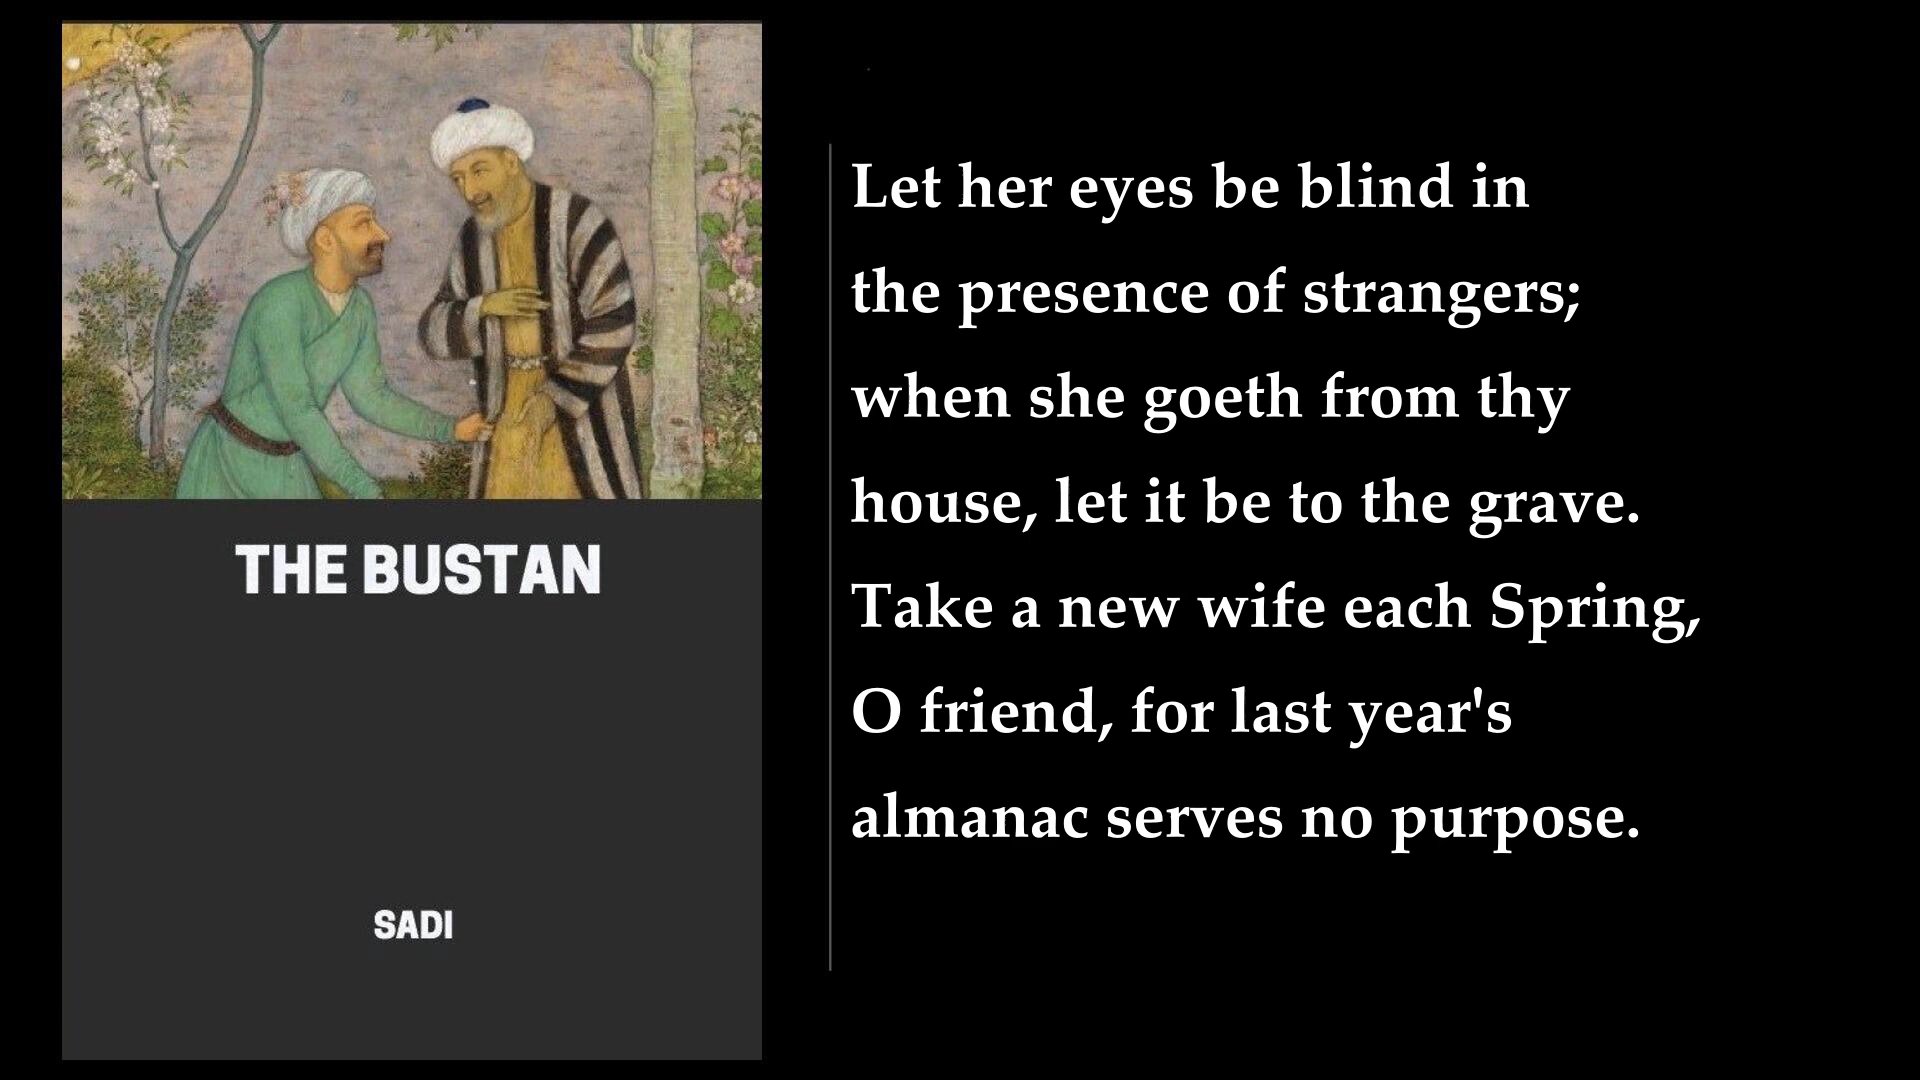 THE BUSTAN
SADI
Let her eyes be blind in
the presence of strangers;
when she goeth from thy
house, let it be to the grave.
Take a new wife each Spring,
O friend, for last year's
almanac serves no purpose.